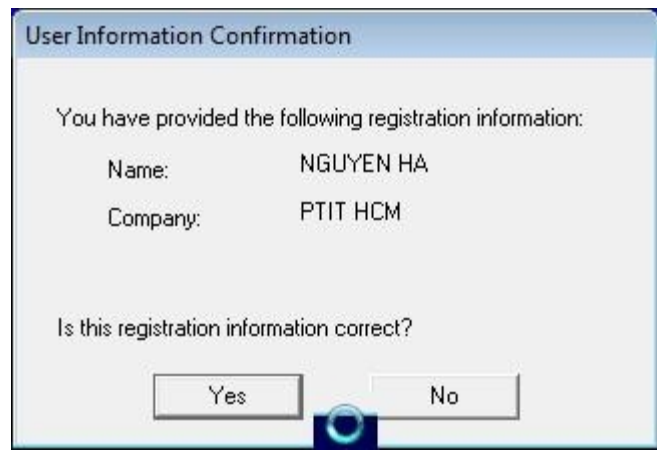 User Information Confirmation
You have provided the following registration information:
Name: NGUYEN HA
Company: PTIT HCM
Is this registration information correct?
Yes No